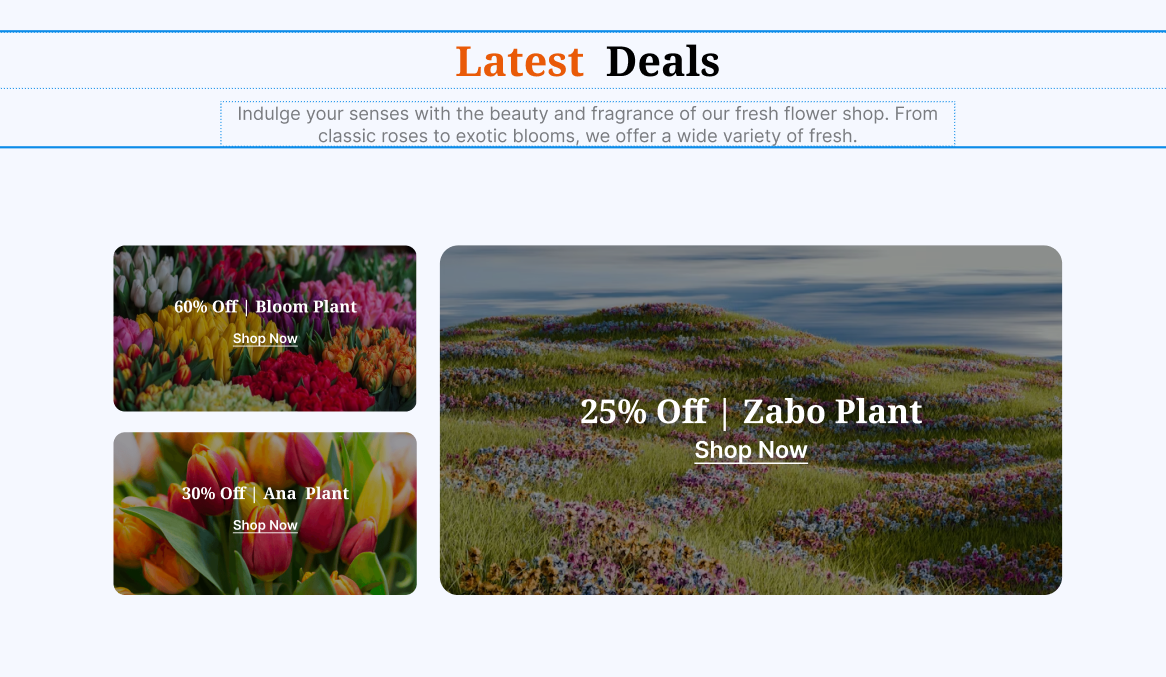 Latest Deals
Indulge your senses with the beauty and fragrance of our fresh flower shop. From
classic roses to exotic blooms, we offer a wide variety of fresh.
60% Off | Bloom Plant
Shop Now
30% Off | Ana Plant
Shop Now
25% Off | Zabo Plant
Shop Now